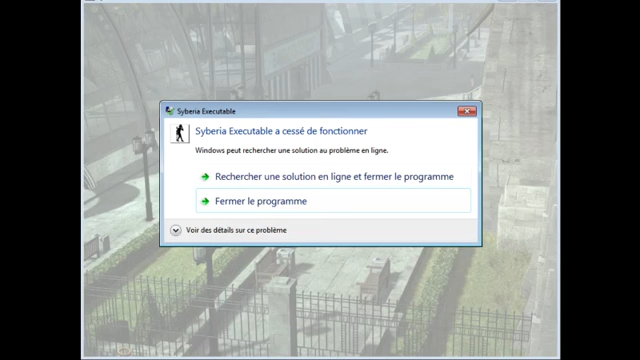 Syberia Executable
Syberia Executable a cessé de fonctionner
Windows peut rechercher une solution au problème en ligne.
Rechercher une solution en ligne et fermer le programme
Fermer le programme
Voir des détails sur ce problème